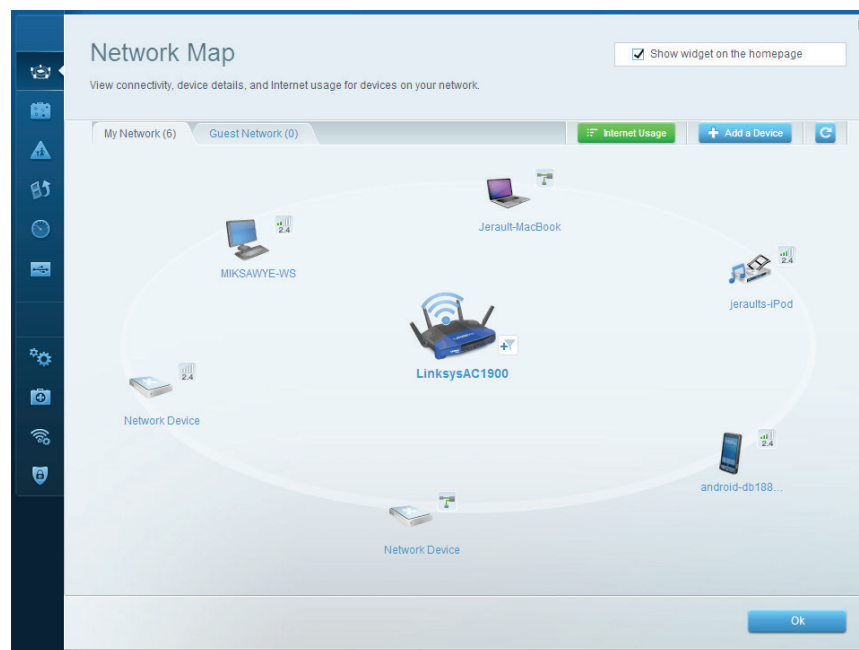 Network Map
Show widget on the homepage
View connectivity, device details, and Internet usage for devices on your network.
My Network (6)
Guest Network (0)
Internet Usage
Add a Device
Jerault-MacBook
2.4
MIKSAWYE-WS
2.4
jeraults-iPod
LinksysAC1900
2.4
Network Device
2.4
android-db188...
Network Device
Ok